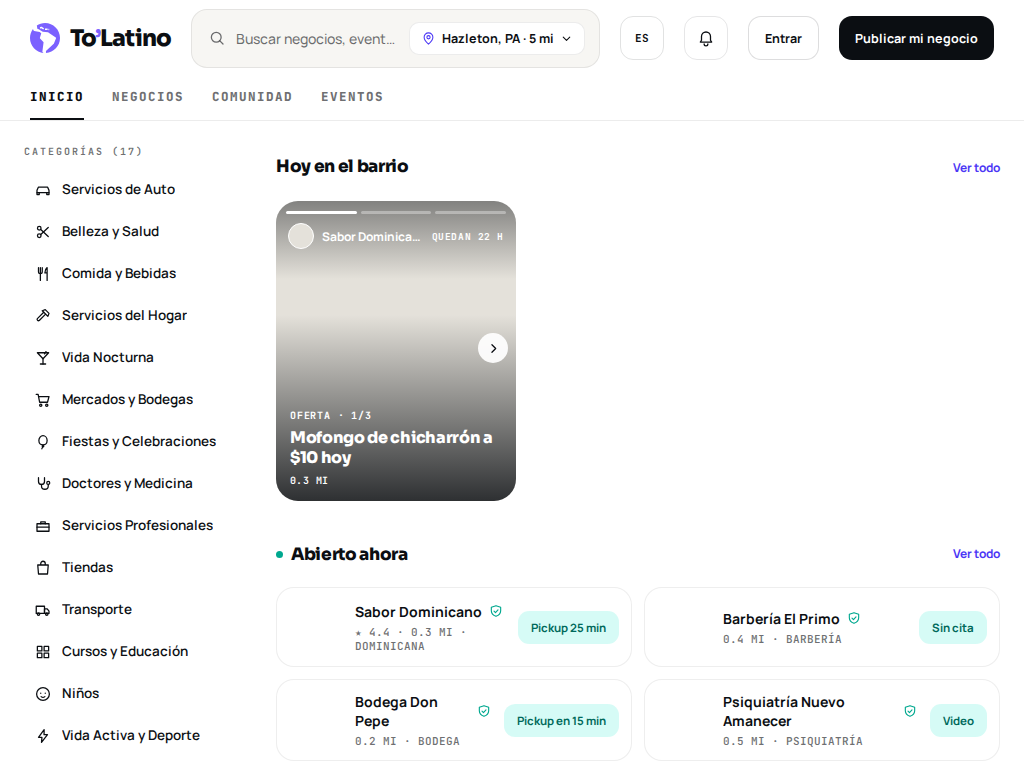 To'Latino
Buscar negocios, event...
Hazleton, PA · 5 mi
ES
Entrar
Publicar mi negocio
INICIO
NEGOCIOS
COMUNIDAD
EVENTOS
CATEGORÍAS (17)
Servicios de Auto
Belleza y Salud
Comida y Bebidas
Servicios del Hogar
Vida Nocturna
Mercados y Bodegas
Fiestas y Celebraciones
Doctores y Medicina
Servicios Profesionales
Tiendas
Transporte
Cursos y Educación
Niños
Vida Activa y Deporte
Hoy en el barrio
Ver todo
Sabor Dominica...
QUEDAN 22 H
OFERTA · 1/3
Mofongo de chicharrón a
$10 hoy
0.3 MI
Abierto ahora
Ver todo
Sabor Dominicano
★ 4.4 · 0.3 MI ·
DOMINICANA
Pickup 25 min
Barbería El Primo
0.4 MI · BARBERÍA
Sin cita
Bodega Don
Pepe
0.2 MI · BODEGA
Pickup en 15 min
Psiquiatría Nuevo
Amanecer
0.5 MI · PSIQUIATRÍA
Video